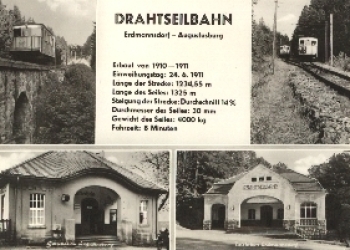 DRAHTSEILBAHN
Erdmannsdorf – Augustusburg
Erbaut von 1910–1911
Einweihungstag: 24. 6. 1911
Länge der Strecke: 1234,55 m
Länge des Seiles: 1325 m
Steigung der Strecke: Durchschnitt 14%
Durchmesser des Seiles: 30 mm
Gewicht des Seiles: 4000 kg
Fahrzeit: 8 Minuten